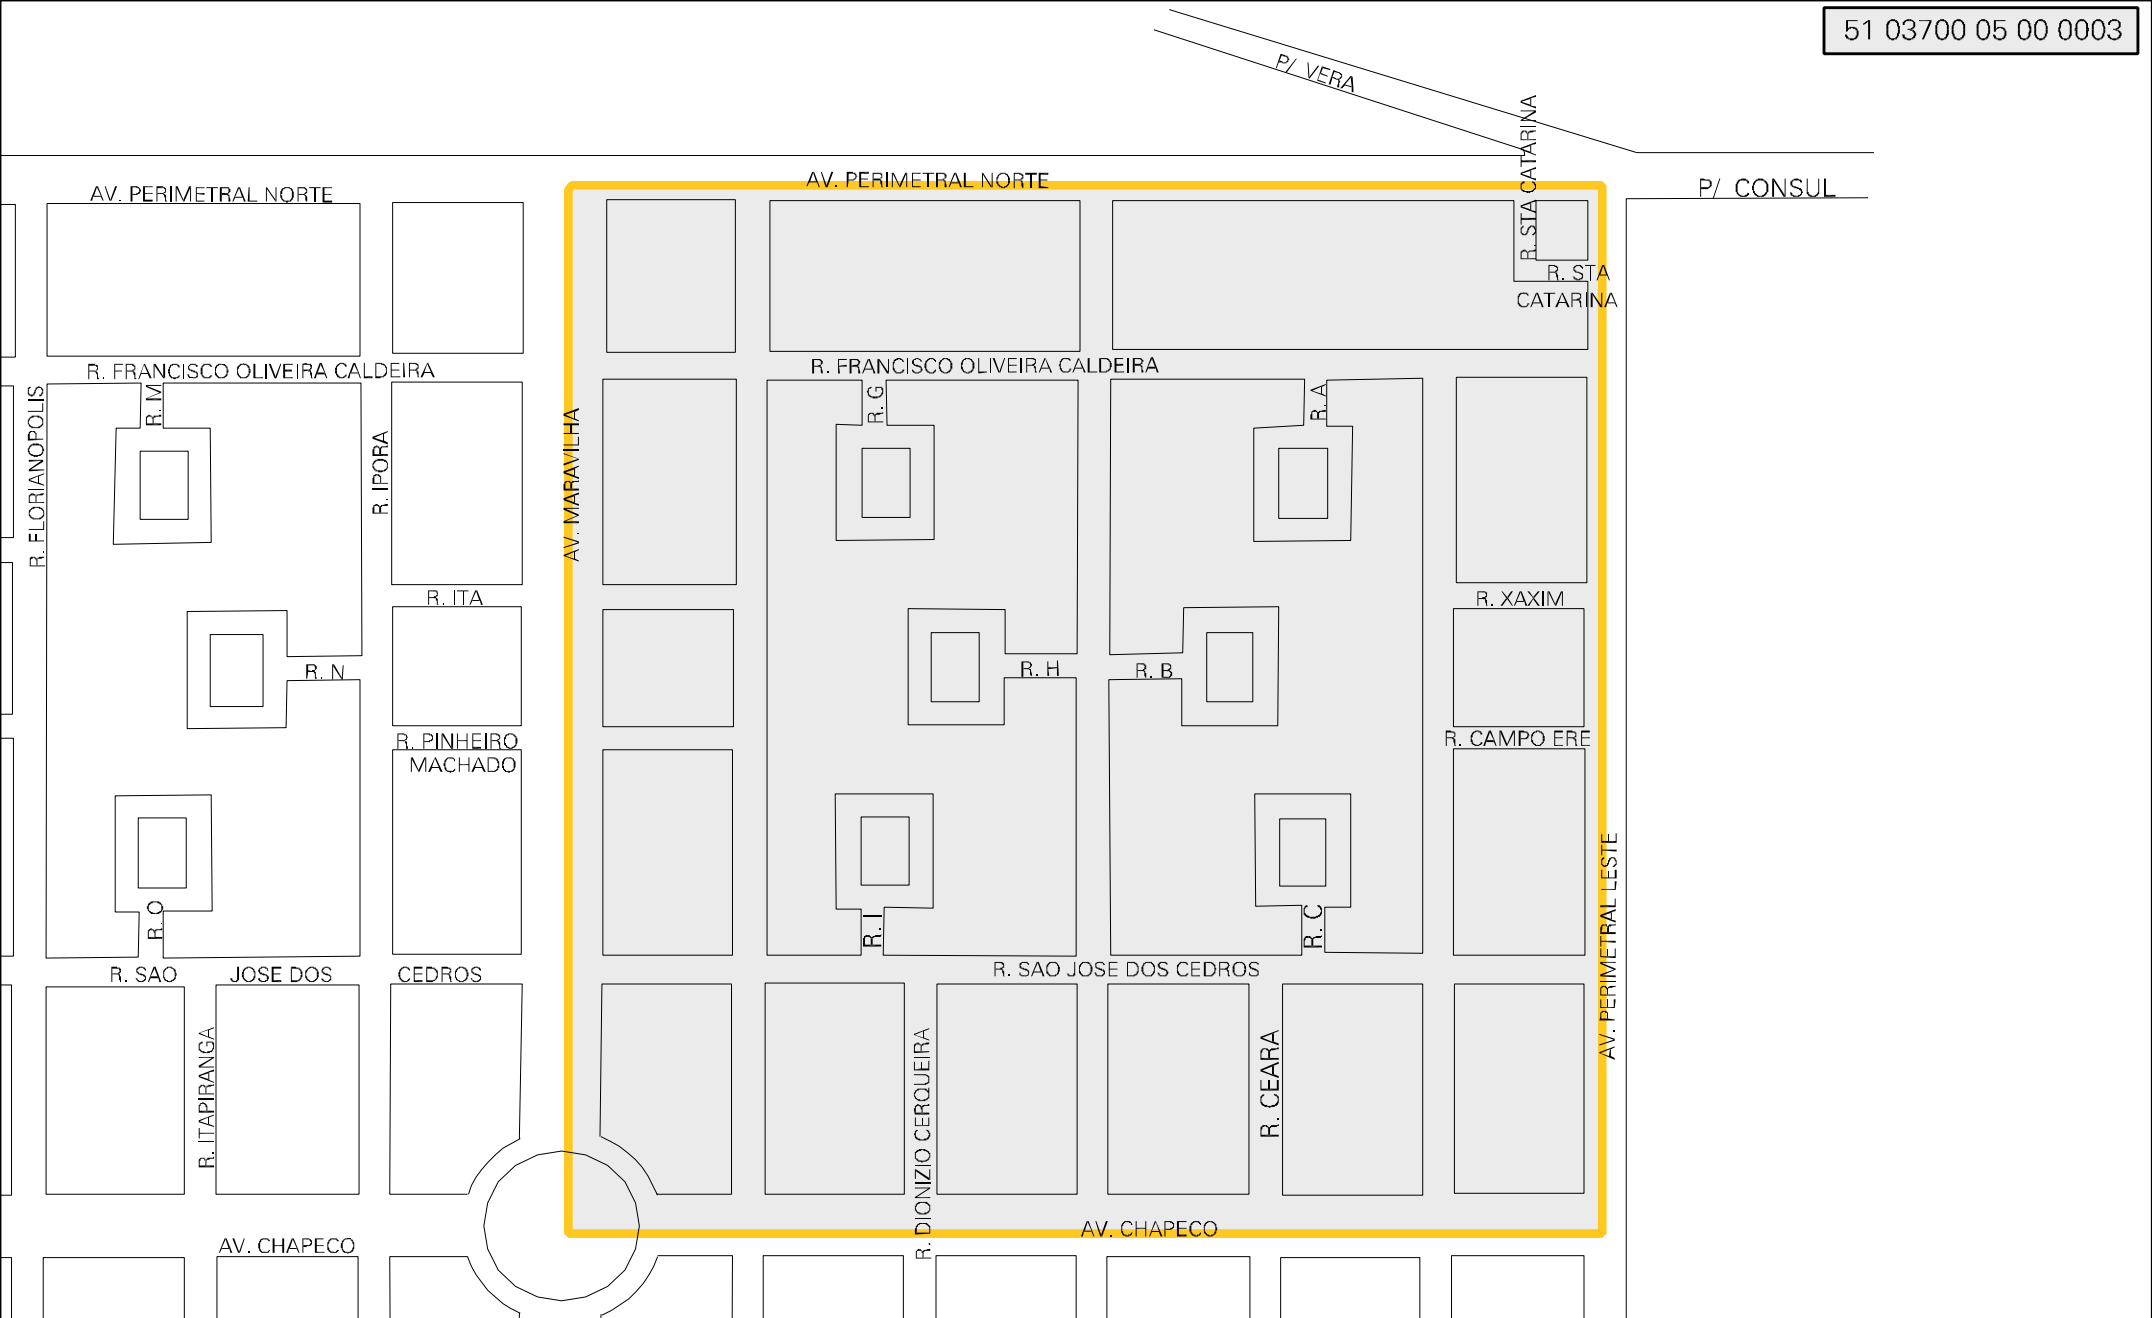 51 03700 05 00 0003
P/ VERA
R. STA CATARINA
AV. PERIMETRAL NORTE
P/ CONSUL
AV. PERIMETRAL NORTE
R. STA
CATARINA
R. FRANCISCO OLIVEIRA CALDEIRA
R. FRANCISCO OLIVEIRA CALDEIRA
R. M
R. G
R. A
R. FLORIANOPOLIS
R. IPORA
AV. MARAVILHA
R. ITA
R. XAXIM
R. N
R. H
R. B
R. PINHEIRO
MACHADO
R. CAMPO ERE
R. O
R. I
R. C
AV. PERIMETRAL LESTE
R. SAO JOSE DOS CEDROS
R. SAO JOSE DOS CEDROS
R. ITAPIRANGA
R. DIONIZIO CERQUEIRA
R. CEARA
AV. CHAPECO
AV. CHAPECO